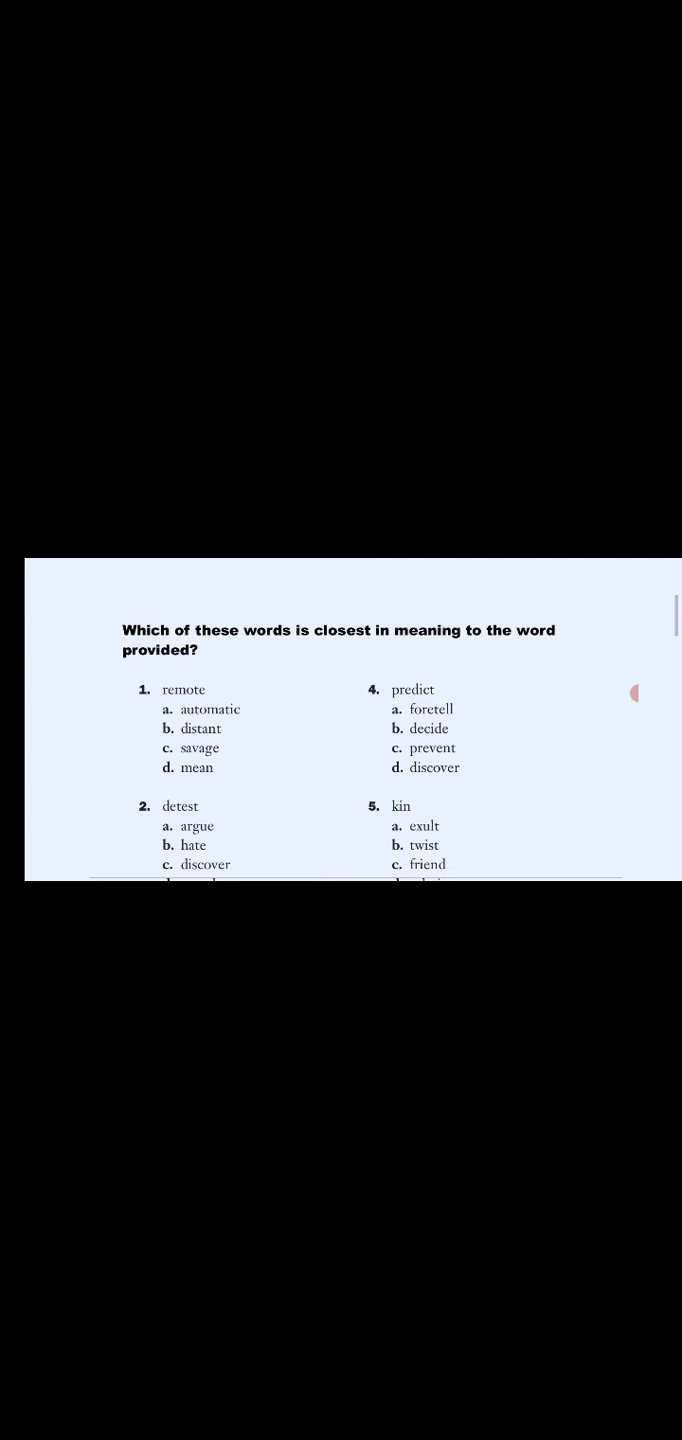 Which of these words is closest in meaning to the word
provided?
1. remote
a. automatic
b. distant
c. savage
d. mean
2. detest
a. argue
b. hate
c. discover
4. predict
a. foretell
b. decide
c. prevent
d. discover
5. kin
a. exult
b. twist
c. friend